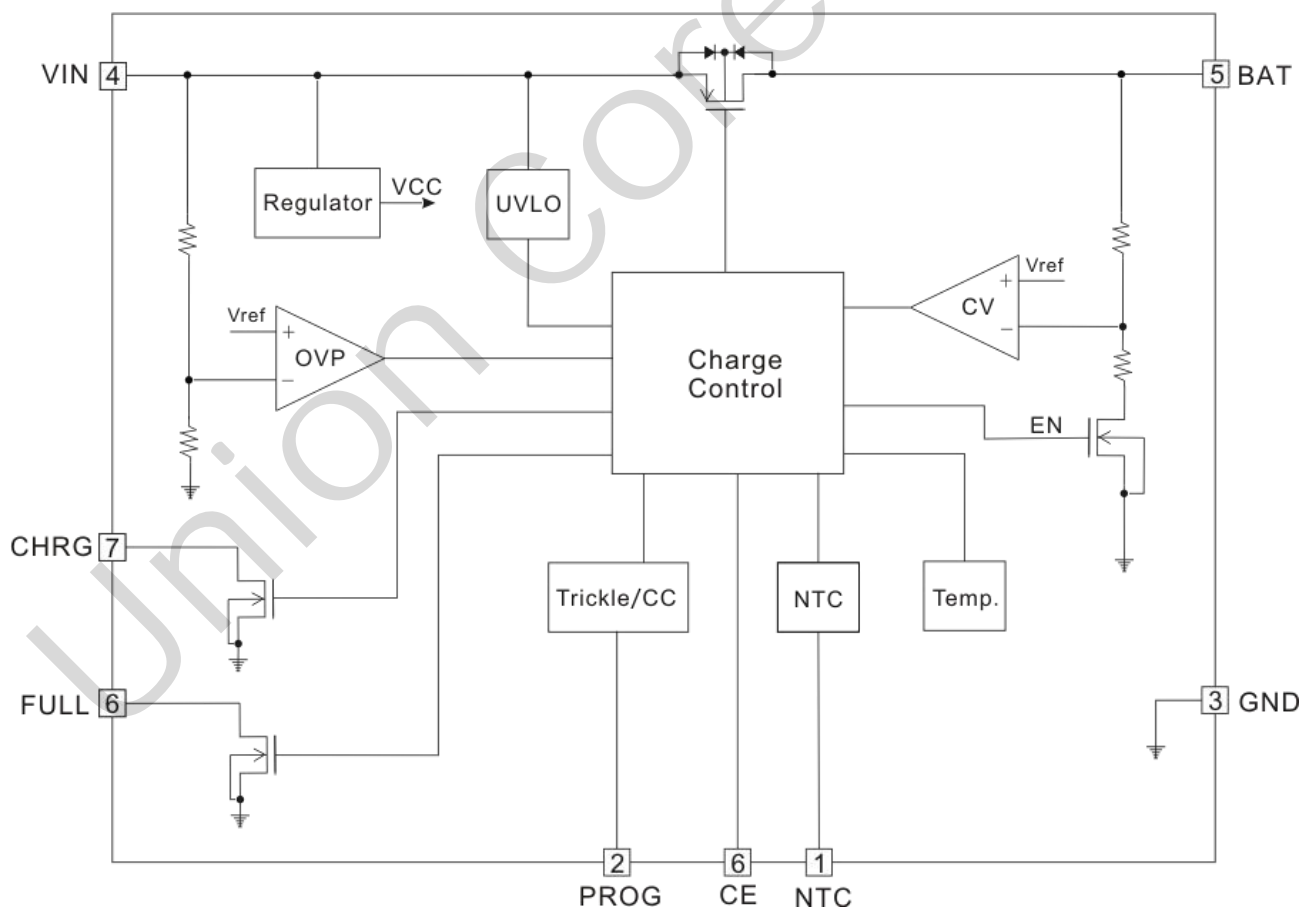 VIN
4
5
BAT
Regulator
VCC
UVLO
Vref
+
OVP
−
Vref
+
CV
−
Charge
Control
EN
CHRG
7
Trickle/CC
NTC
Temp.
FULL
6
3
GND
2
PROG
6
CE
1
NTC
Union core